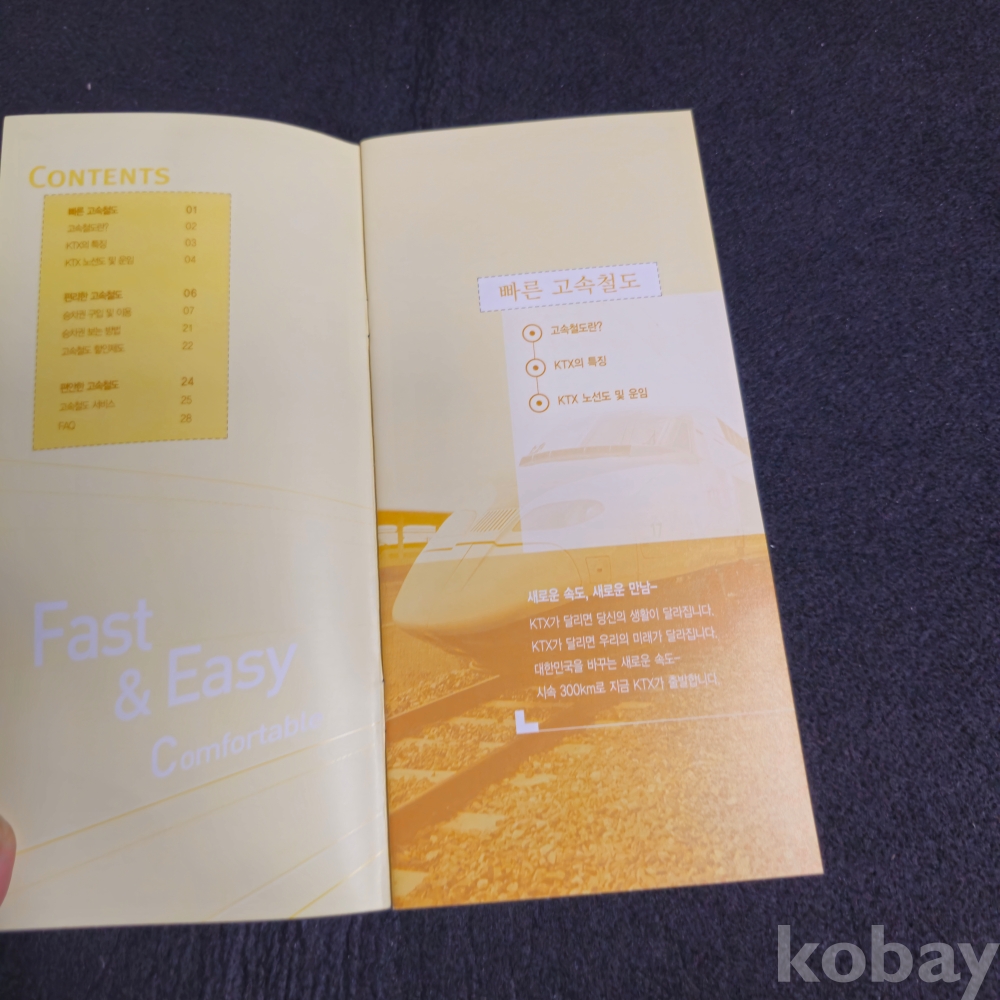 CONTENTS
빠른 고속철도 01
고속철도란? 02
KTX의 특징 03
KTX 노선도 및 운임 04
편리한 고속철도 06
승차권 구입 및 이용 07
승차권 보는 방법 21
고속철도 할인제도 22
편안한 고속철도 24
고속철도 서비스 25
FAQ 28
Fast
& Easy
Comfortable
빠른 고속철도
고속철도란?
KTX의 특징
KTX 노선도 및 운임
새로운 속도, 새로운 만남~
KTX가 달리면 당신의 생활이 달라집니다.
KTX가 달리면 우리의 미래가 달라집니다.
대한민국을 바꾸는 새로운 속도~
시속 300km로 지금 KTX가 출발합니다.
kobay